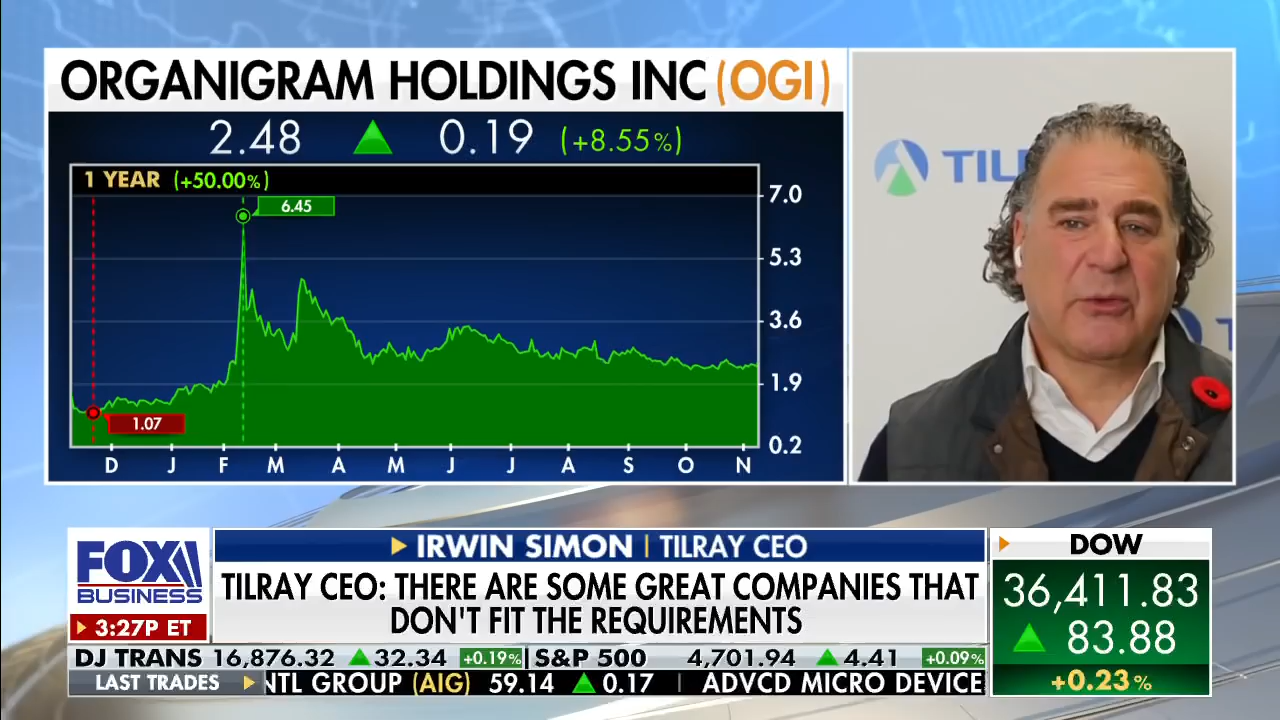 ORGANIGRAM HOLDINGS INC (OGI)
2.48 0.19 (+8.55%)
1 YEAR (+50.00%)
6.45
1.07
7.0
5.3
3.6
1.9
0.2
D J F M A M J J A S O N
TIL
T
FOX
BUSINESS
3:27P ET
IRWIN SIMON | TILRAY CEO
TILRAY CEO: THERE ARE SOME GREAT COMPANIES THAT
DON'T FIT THE REQUIREMENTS
DOW
36,411.83
83.88
+0.23%
DJ TRANS 16,876.32 32.34 +0.19% S&P 500 4,701.94 4.41 +0.09%
LAST TRADES NTL GROUP (AIG) 59.14 0.17 | ADVCD MICRO DEVICE